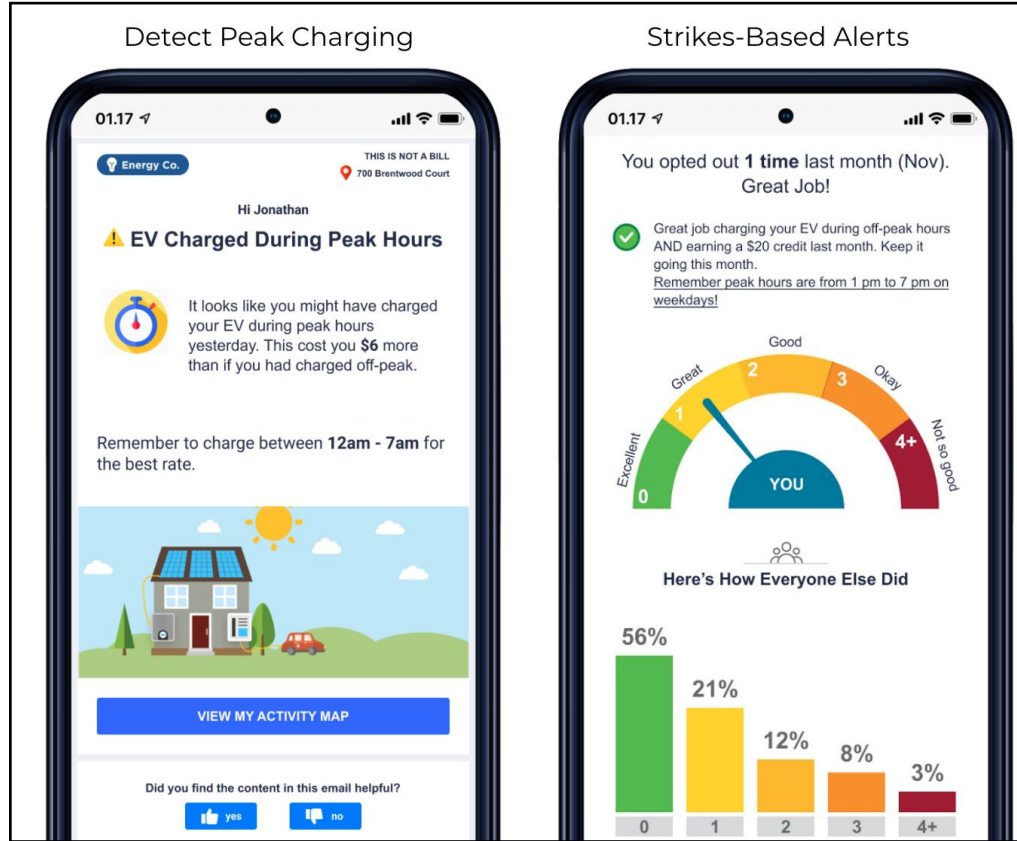 Detect Peak Charging
01.17
Energy Co.
THIS IS NOT A BILL
700 Brentwood Court
Hi Jonathan
EV Charged During Peak Hours
It looks like you might have charged
your EV during peak hours
yesterday. This cost you $6 more
than if you had charged off-peak.
Remember to charge between 12am - 7am for
the best rate.
VIEW MY ACTIVITY MAP
Did you find the content in this email helpful?
yes
no
Strikes-Based Alerts
01.17
You opted out 1 time last month (Nov).
Great Job!
Great job charging your EV during off-peak hours
AND earning a $20 credit last month. Keep it
going this month.
Remember peak hours are from 1 pm to 7 pm on
weekdays!
Excellent
Great
Good
Okay
Not so good
0
1
2
3
4+
YOU
Here’s How Everyone Else Did
56%
21%
12%
8%
3%
0
1
2
3
4+